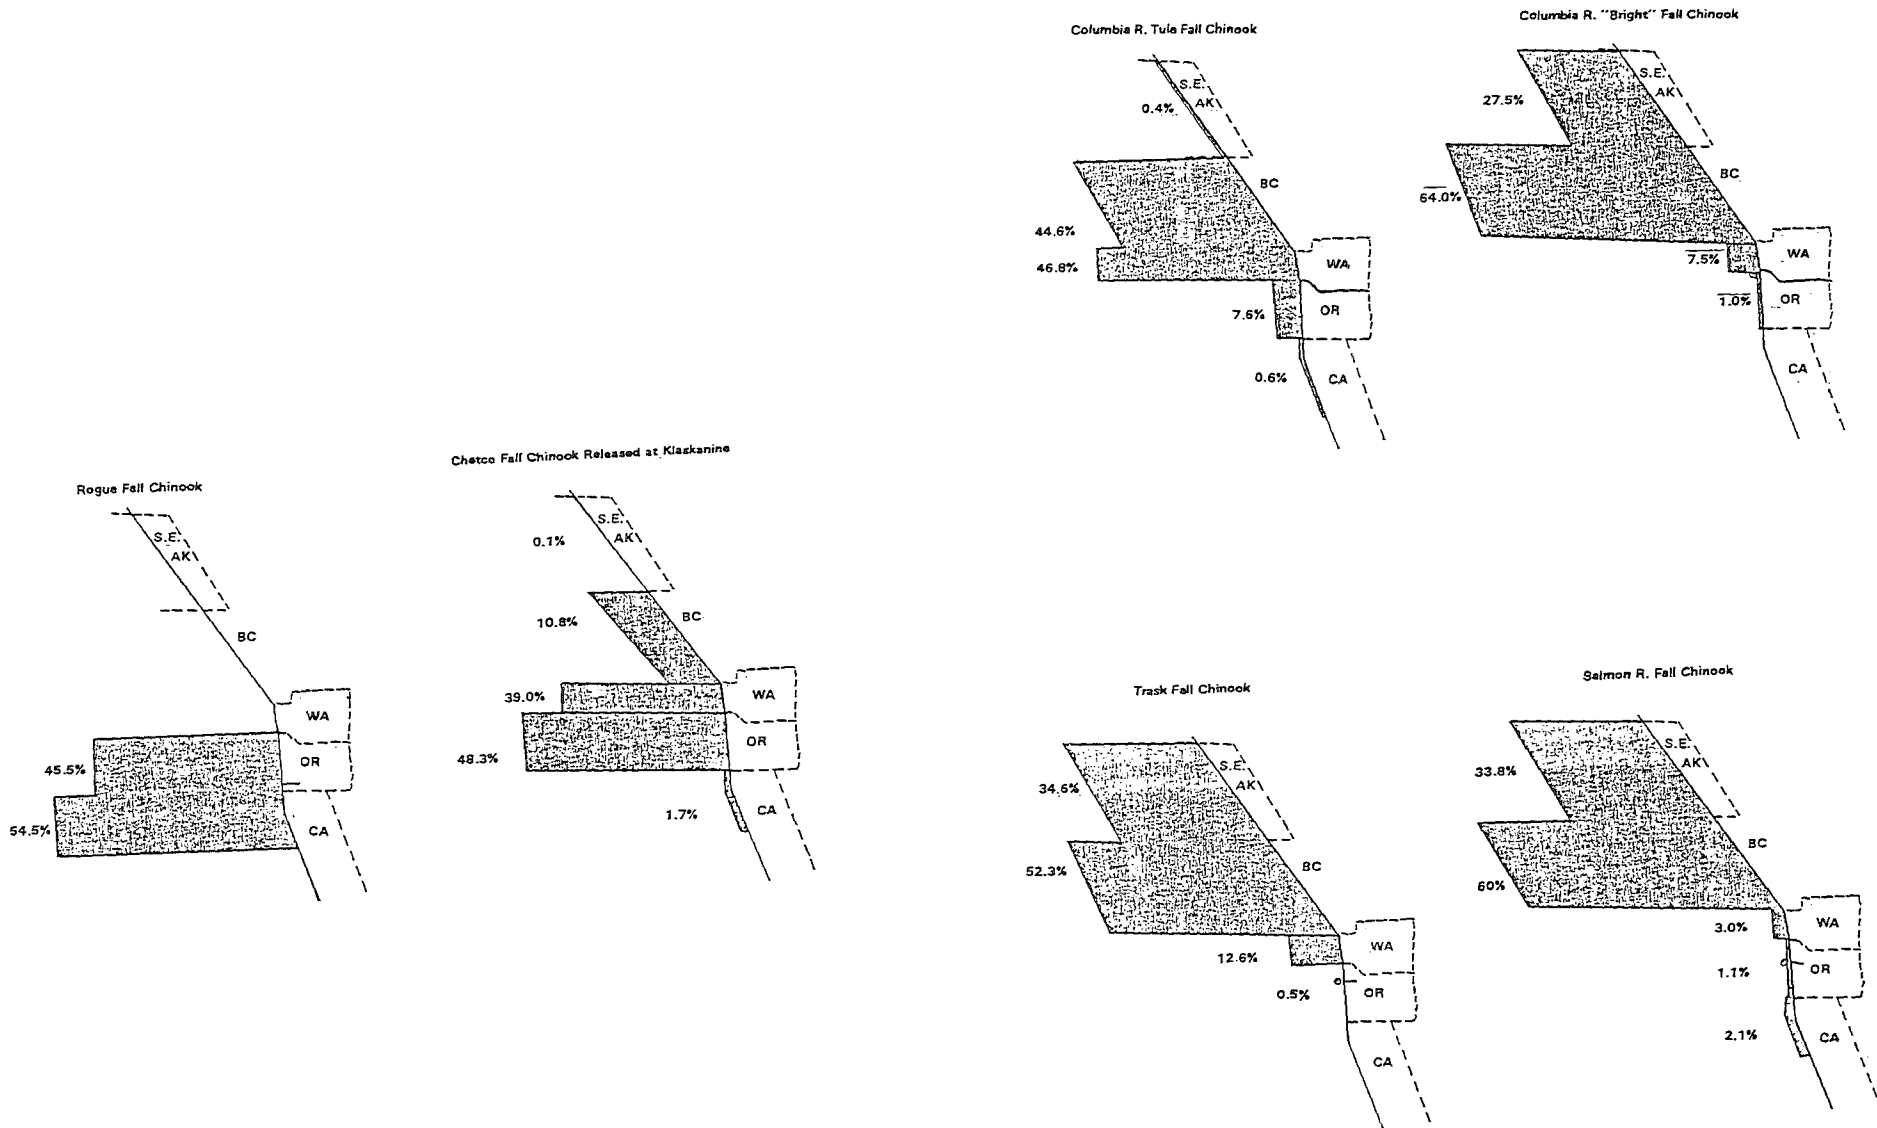 Columbia R. Tule Fall Chinook
S.E.
AK
0.4%
BC
44.6%
46.8%
WA
7.6%
OR
0.6%
CA
Columbia R. "Bright" Fall Chinook
S.E.
AK
27.5%
BC
64.0%
WA
7.5%
1.0%
OR
CA
Rogue Fall Chinook
S.E.
AK
BC
WA
45.5%
OR
54.5%
CA
Chetco Fall Chinook Released at Klaskanine
S.E.
AK
0.1%
10.8%
BC
39.0%
WA
48.3%
OR
1.7%
CA
Trask Fall Chinook
S.E.
AK
34.6%
52.3%
BC
12.6%
WA
0.5%
OR
CA
Salmon R. Fall Chinook
S.E.
AK
33.8%
BC
60%
3.0%
WA
1.1%
OR
2.1%
CA